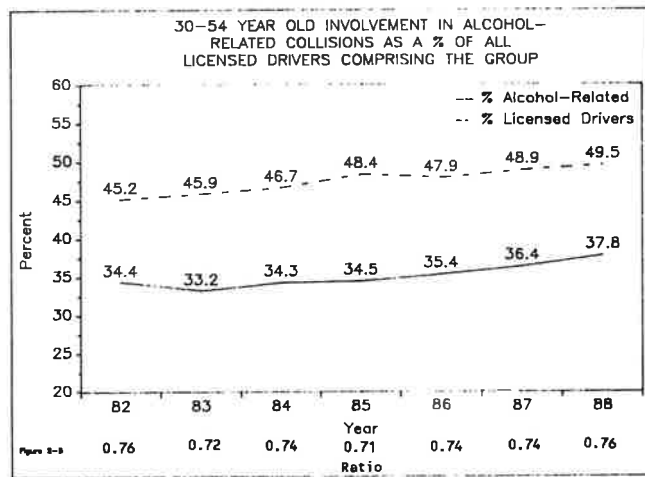 30-54 YEAR OLD INVOLVEMENT IN ALCOHOL-
RELATED COLLISIONS AS A % OF ALL
LICENSED DRIVERS COMPRISING THE GROUP
60
55
50
45
40
35
30
25
20
Percent
% Alcohol-Related
% Licensed Drivers
45.2 45.9 46.7 48.4 47.9 48.9 49.5
34.4 33.2 34.3 34.5 35.4 36.4 37.8
82 83 84 85 86 87 88
Year
0.76 0.72 0.74 0.71 0.74 0.74 0.76
Ratio